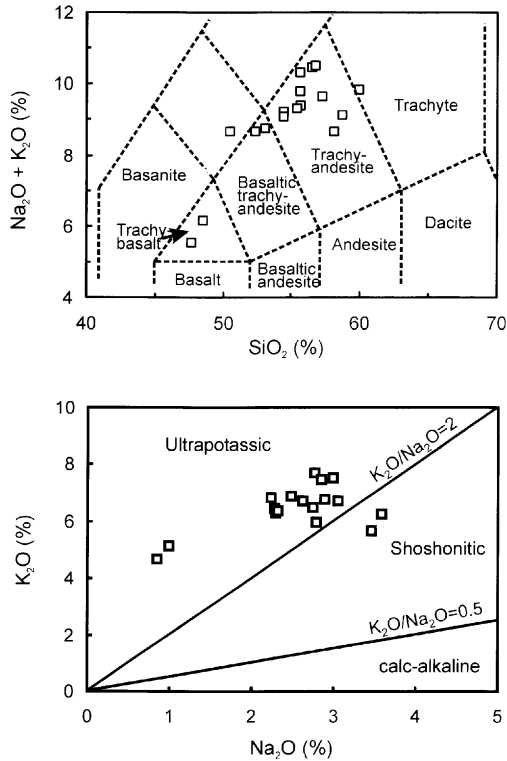 12
10
8
6
4
Na₂O + K₂O (%)
Trachyte
Basanite
Trachy-
andesite
Basaltic
trachy-
andesite
Trachy-
basalt
Dacite
Andesite
Basalt
Basaltic
andesite
40 50 60 70
SiO₂ (%)
10
8
6
4
2
0
K₂O (%)
Ultrapotassic
K₂O/Na₂O=2
Shoshonitic
K₂O/Na₂O=0.5
calc-alkaline
0 1 2 3 4 5
Na₂O (%)